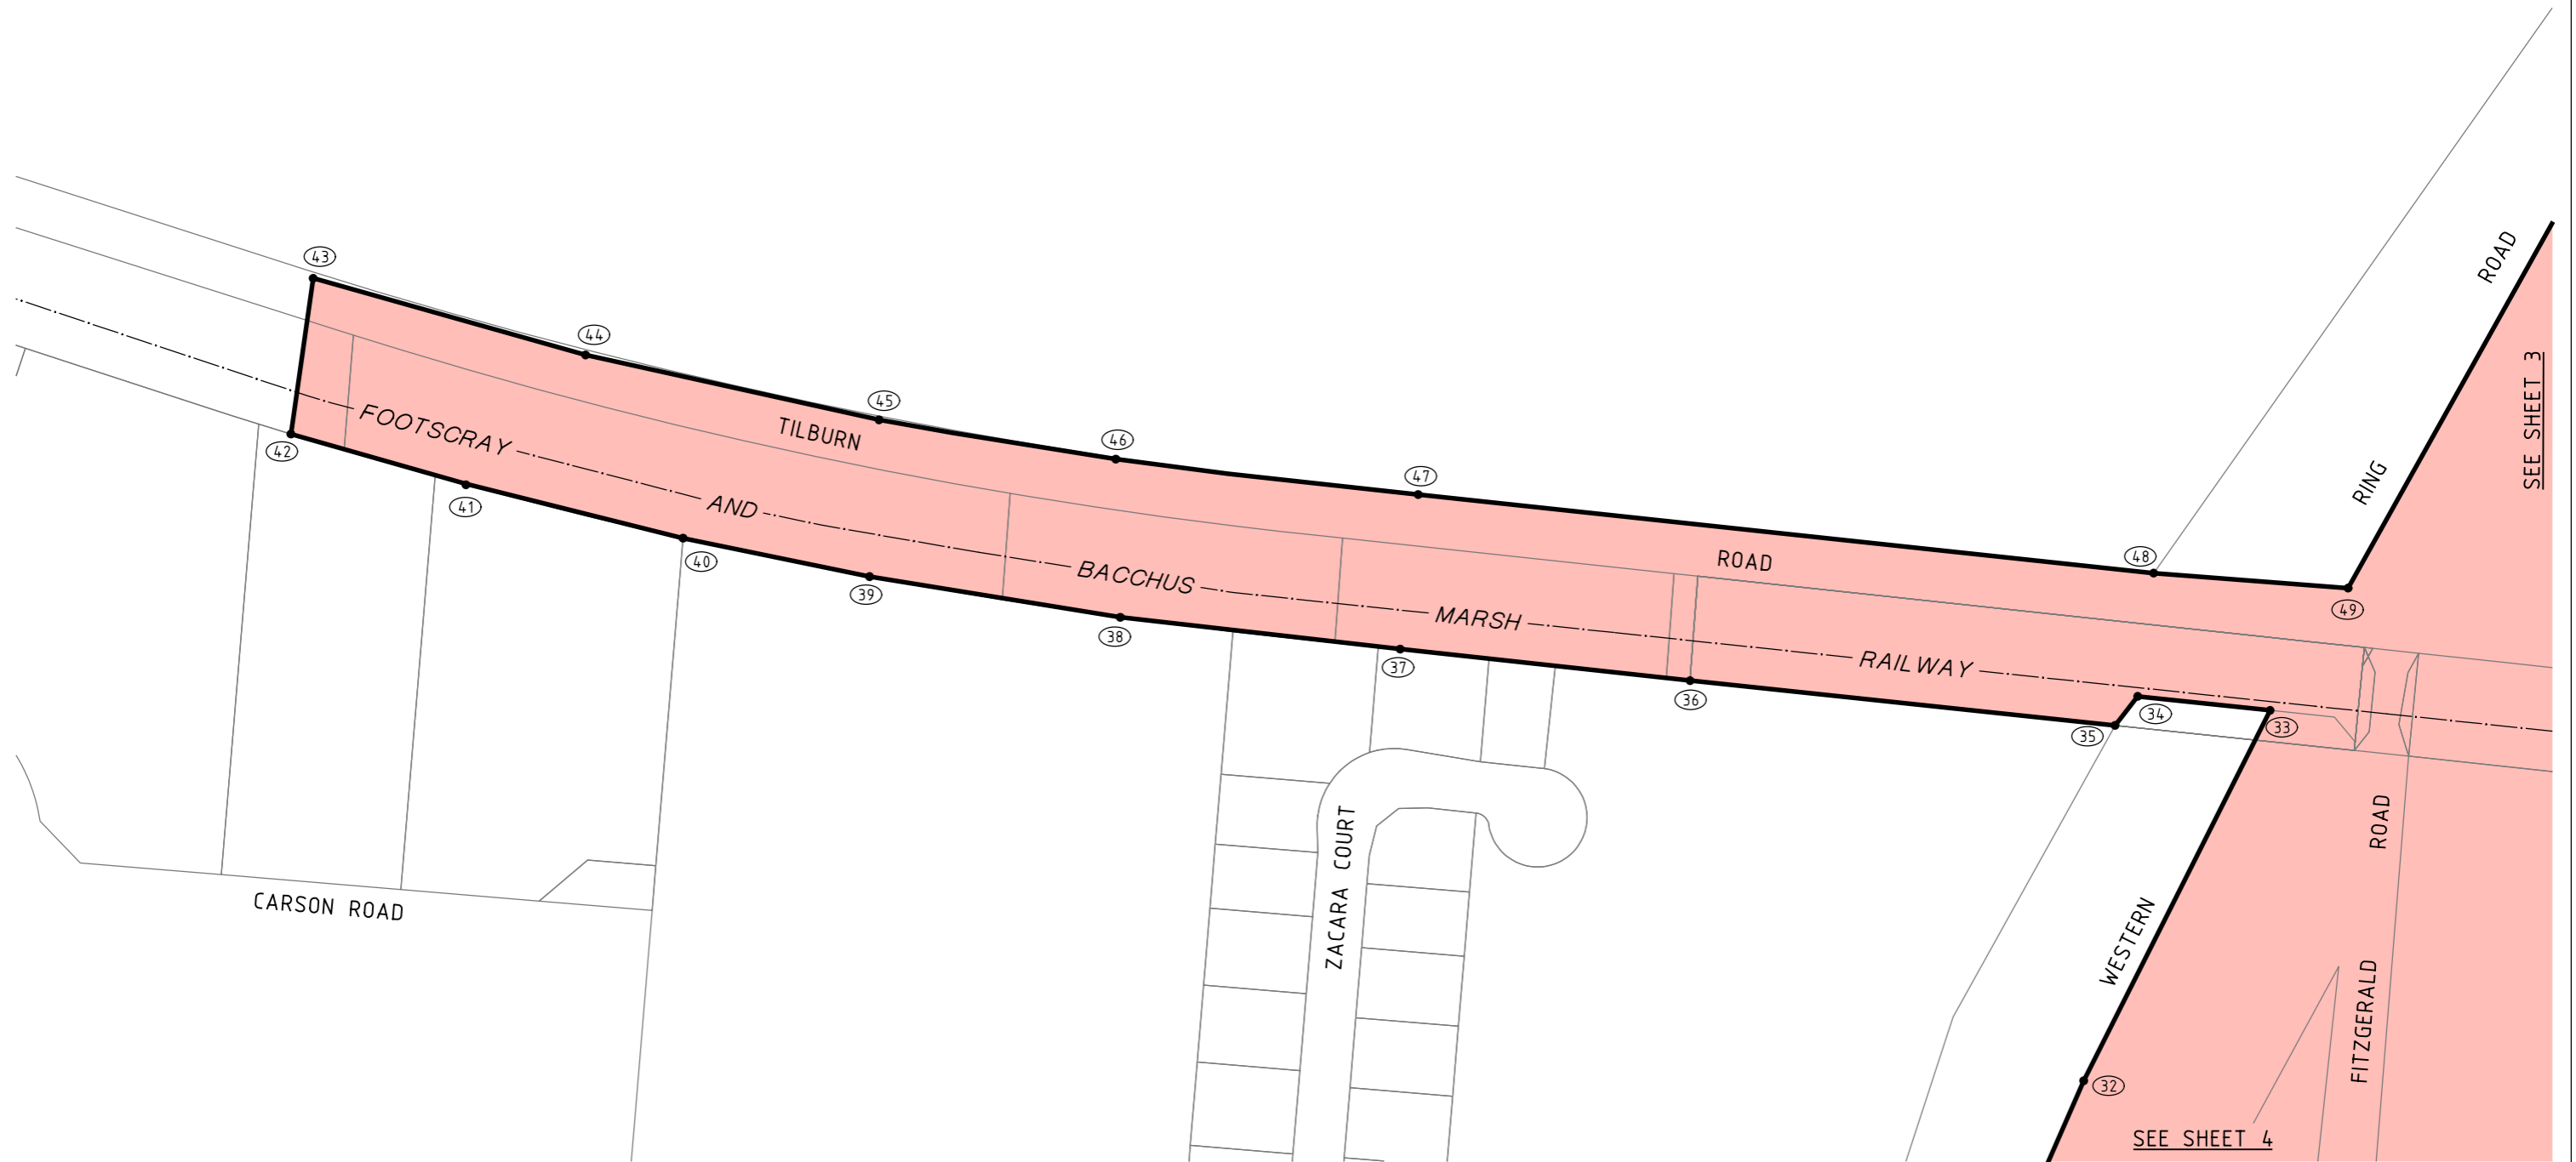 43
44
45
46
47
48
49
42
41
40
39
38
37
36
35
34
33
32
TILBURN ROAD
FOOTSCRAY AND BACCHUS MARSH RAILWAY
WESTERN RING ROAD
SEE SHEET 3
CARSON ROAD
ZACARA COURT
FITZGERALD ROAD
SEE SHEET 4